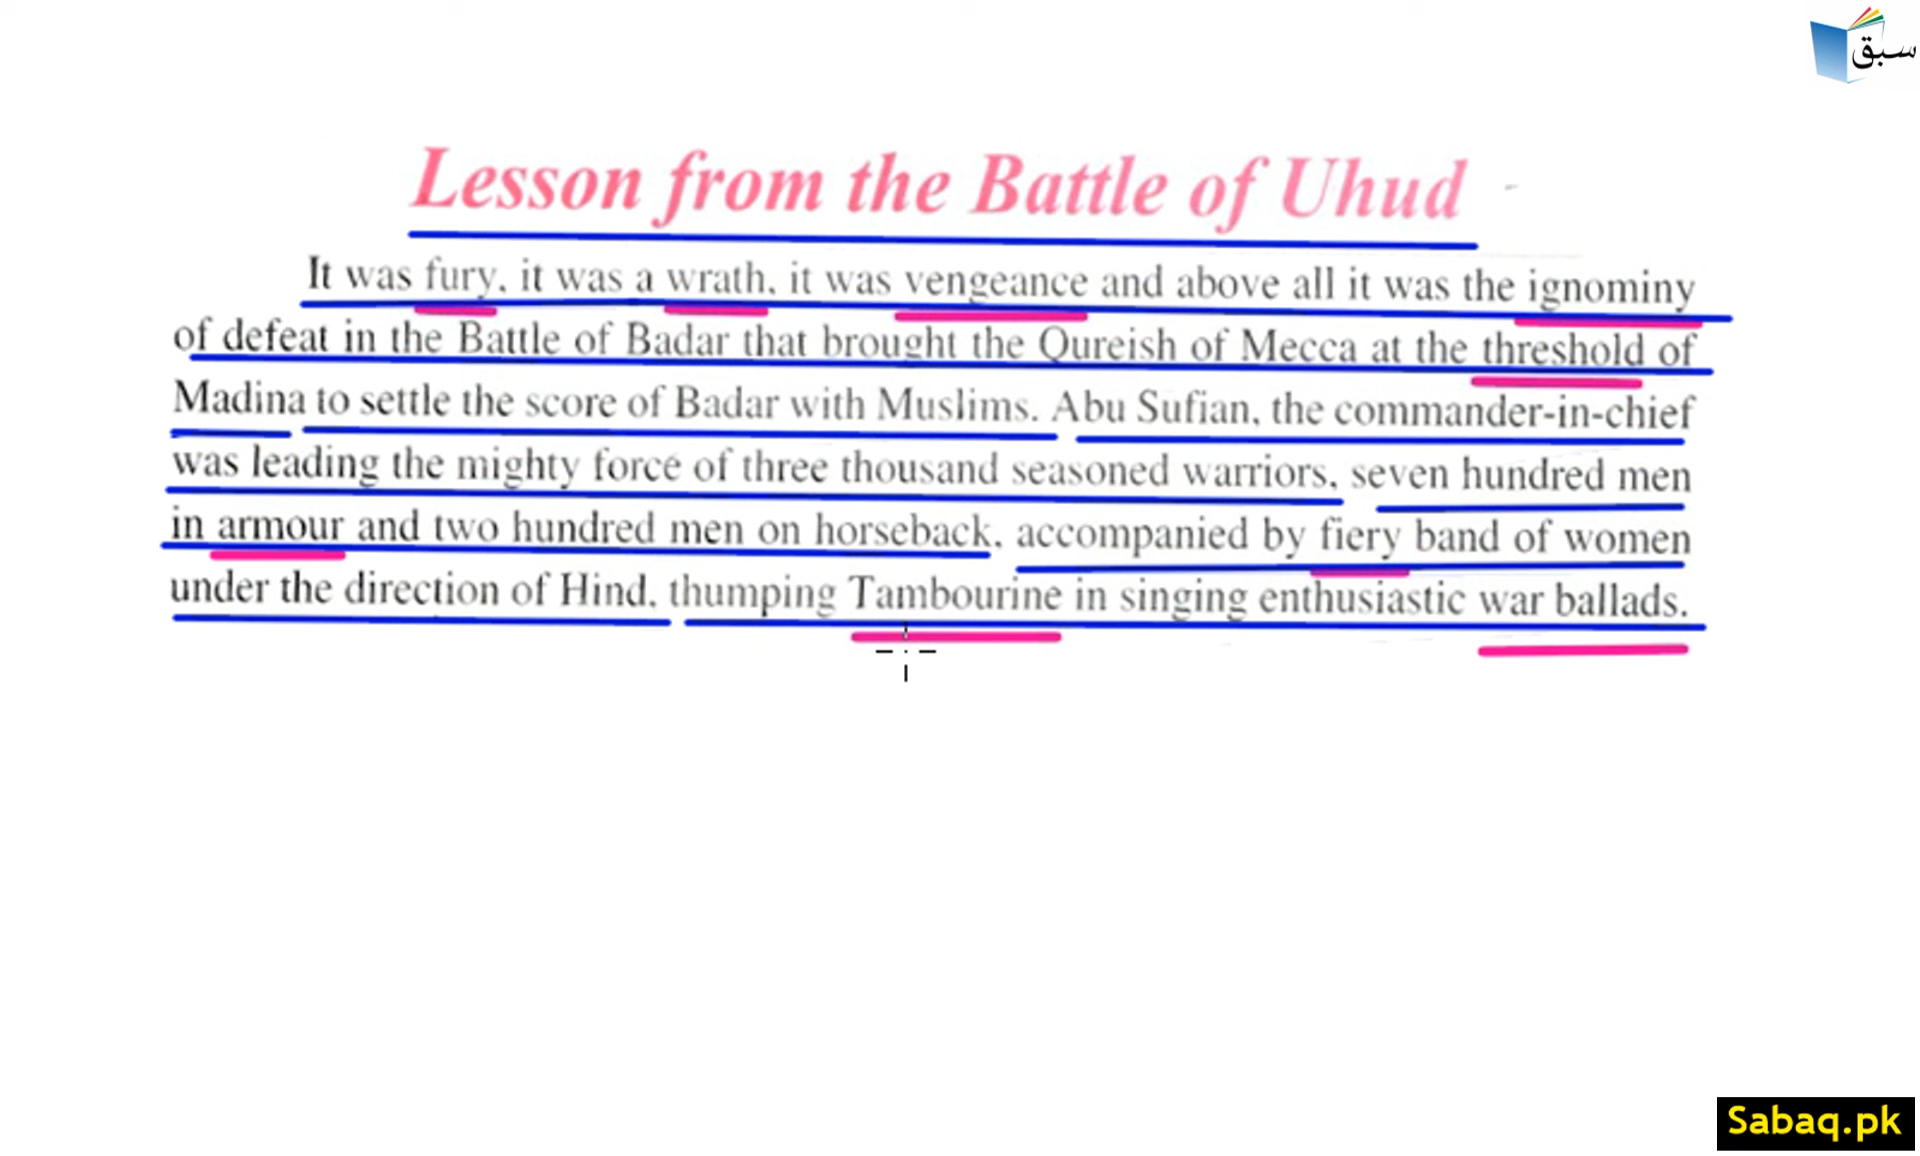 سبق
Lesson from the Battle of Uhud
It was fury, it was a wrath, it was vengeance and above all it was the ignominy
of defeat in the Battle of Badar that brought the Qureish of Mecca at the threshold of
Madina to settle the score of Badar with Muslims. Abu Sufian, the commander-in-chief
was leading the mighty force of three thousand seasoned warriors, seven hundred men
in armour and two hundred men on horseback, accompanied by fiery band of women
under the direction of Hind, thumping Tambourine in singing enthusiastic war ballads.
Sabaq.pk